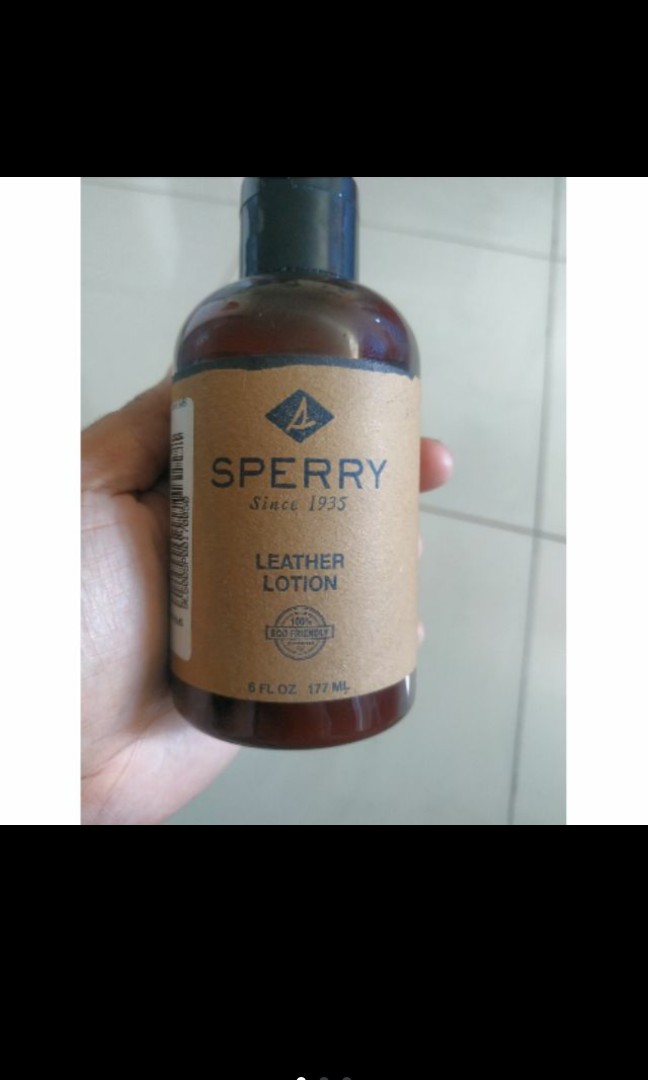 SPERRY
Since 1935
LEATHER
LOTION
100%
ECO FRIENDLY
6 FL OZ 177 ML